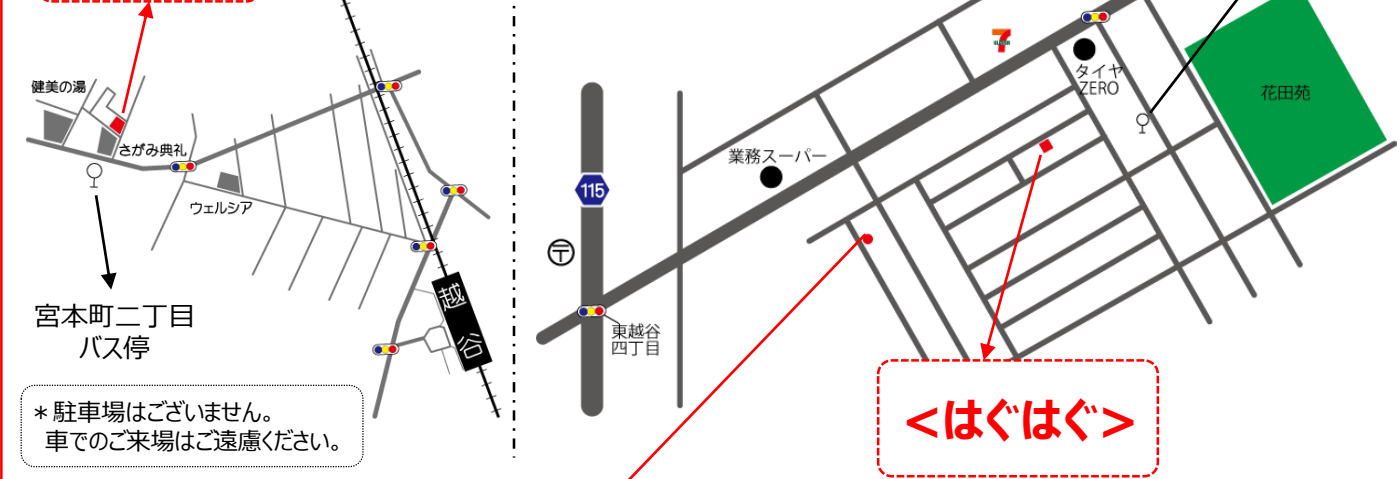 健美の湯
さがみ典礼
ウェルシア
宮本町二丁目
バス停
越谷
*駐車場はございません。
車でのご来場はご遠慮ください。
7
タイヤ
ZERO
花田苑
業務スーパー
115
〒
東越谷
四丁目
<はぐはぐ>